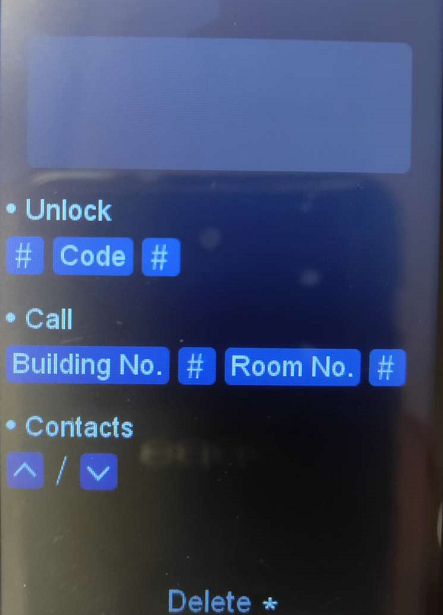 • Unlock
# Code #
• Call
Building No. # Room No. #
• Contacts
^ / v
Delete *